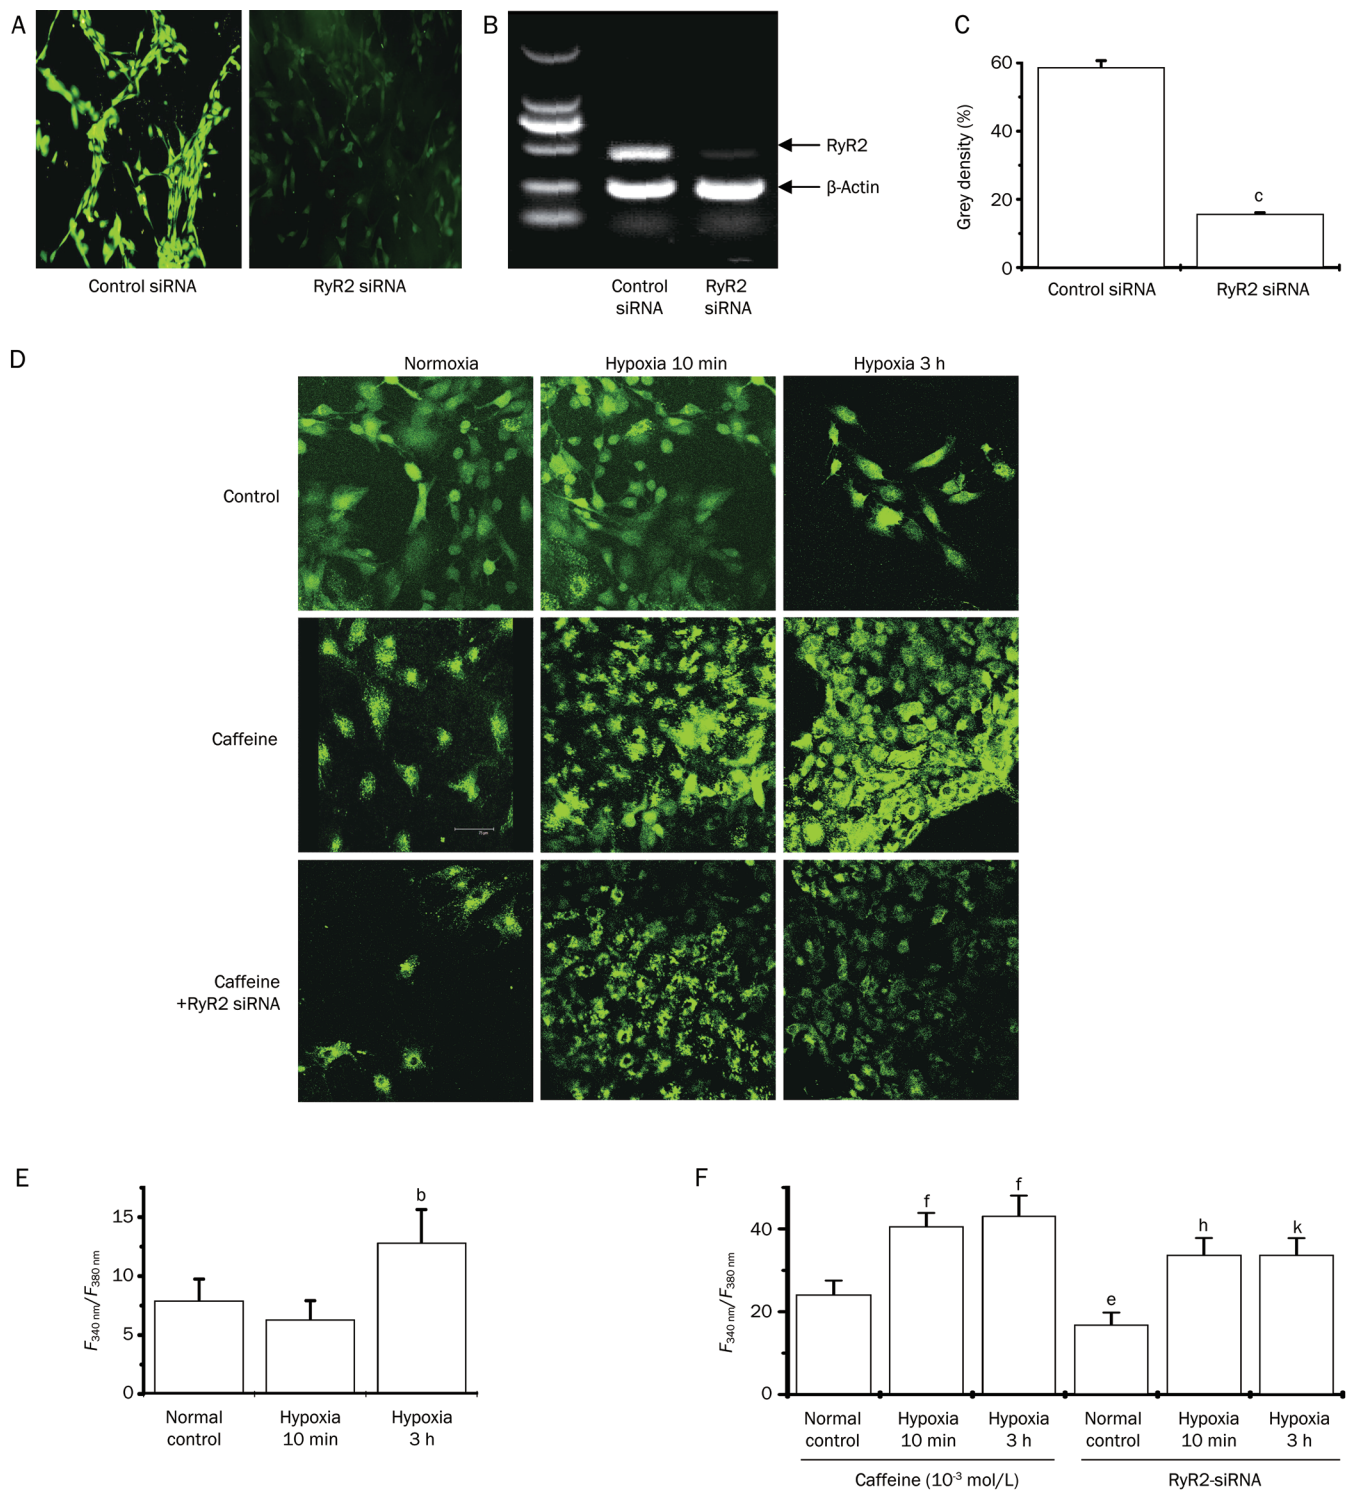 A
B
C
Control siRNA
RyR2 siRNA
RyR2
β-Actin
Control
siRNA
RyR2
siRNA
Grey density (%)
60
40
20
0
c
Control siRNA
RyR2 siRNA
D
Normoxia
Hypoxia 10 min
Hypoxia 3 h
Control
Caffeine
Caffeine
+RyR2 siRNA
E
F340 nm/F380 nm
15
10
5
0
b
Normal
control
Hypoxia
10 min
Hypoxia
3 h
F
F340 nm/F380 nm
40
20
0
f
f
e
h
k
Normal
control
Hypoxia
10 min
Hypoxia
3 h
Normal
control
Hypoxia
10 min
Hypoxia
3 h
Caffeine (10-3 mol/L)
RyR2-siRNA